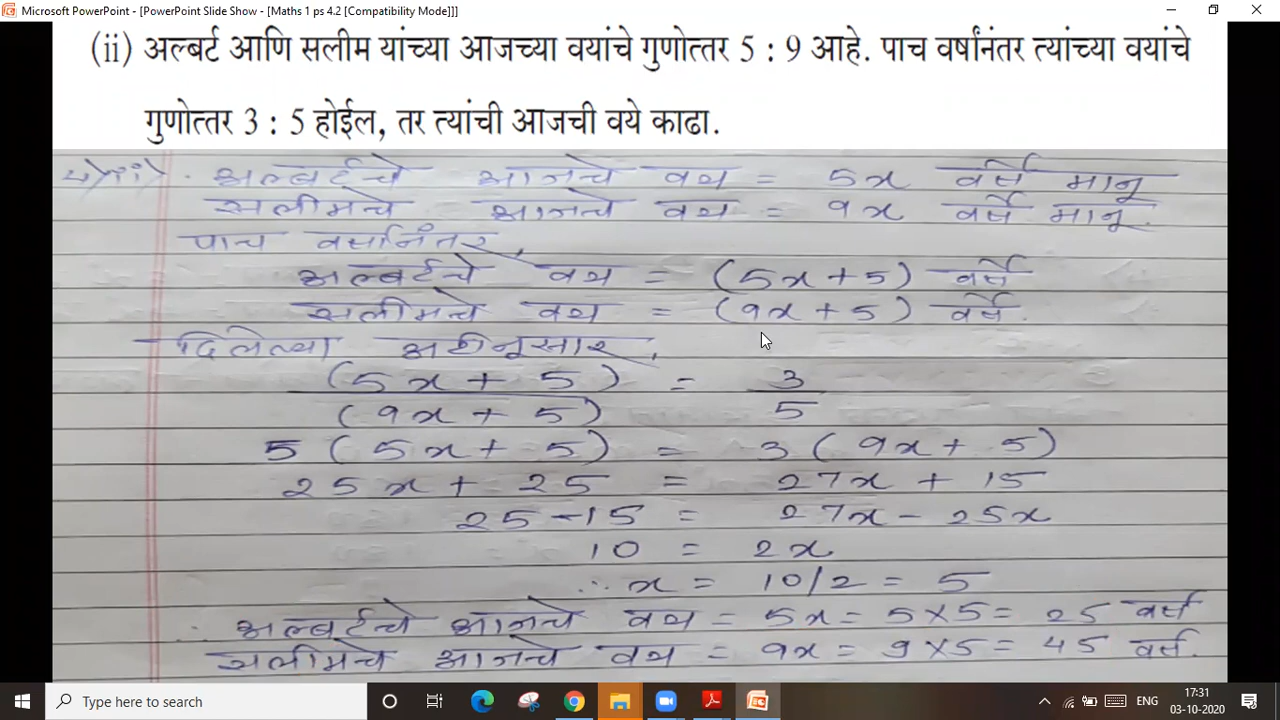 Microsoft PowerPoint - [PowerPoint Slide Show - [Maths 1 ps 4.2 [Compatibility Mode]]]
(ii) अल्बर्ट आणि सलीम यांच्या आजच्या वयांचे गुणोत्तर 5 : 9 आहे. पाच वर्षांनंतर त्यांच्या वयांचे
गुणोत्तर 3 : 5 होईल, तर त्यांची आजची वये काढा.
अल्बर्टचे आजचे वय = 5x वर्षे मानू
सलीमचे आजचे वय = 9x वर्षे मानू.
पाच वर्सानंतर,
अल्बर्टचे वय = (5x + 5) वर्षे
सलीमचे वय = (9x + 5) वर्षे.
दिलेल्या अटीनुसार,
(5x + 5) = 3
(9x + 5) 5
5 (5x + 5) = 3 (9x + 5)
25x + 25 = 27x + 15
25 - 15 = 27x - 25x
10 = 2x
∴ x = 10/2 = 5
∴ अल्बर्टचे आजचे वय = 5x = 5×5 = 25 वर्स
सलीमचे आजचे वय = 9x = 9×5 = 45 वर्स.
Type here to search
ENG
17:31
03-10-2020